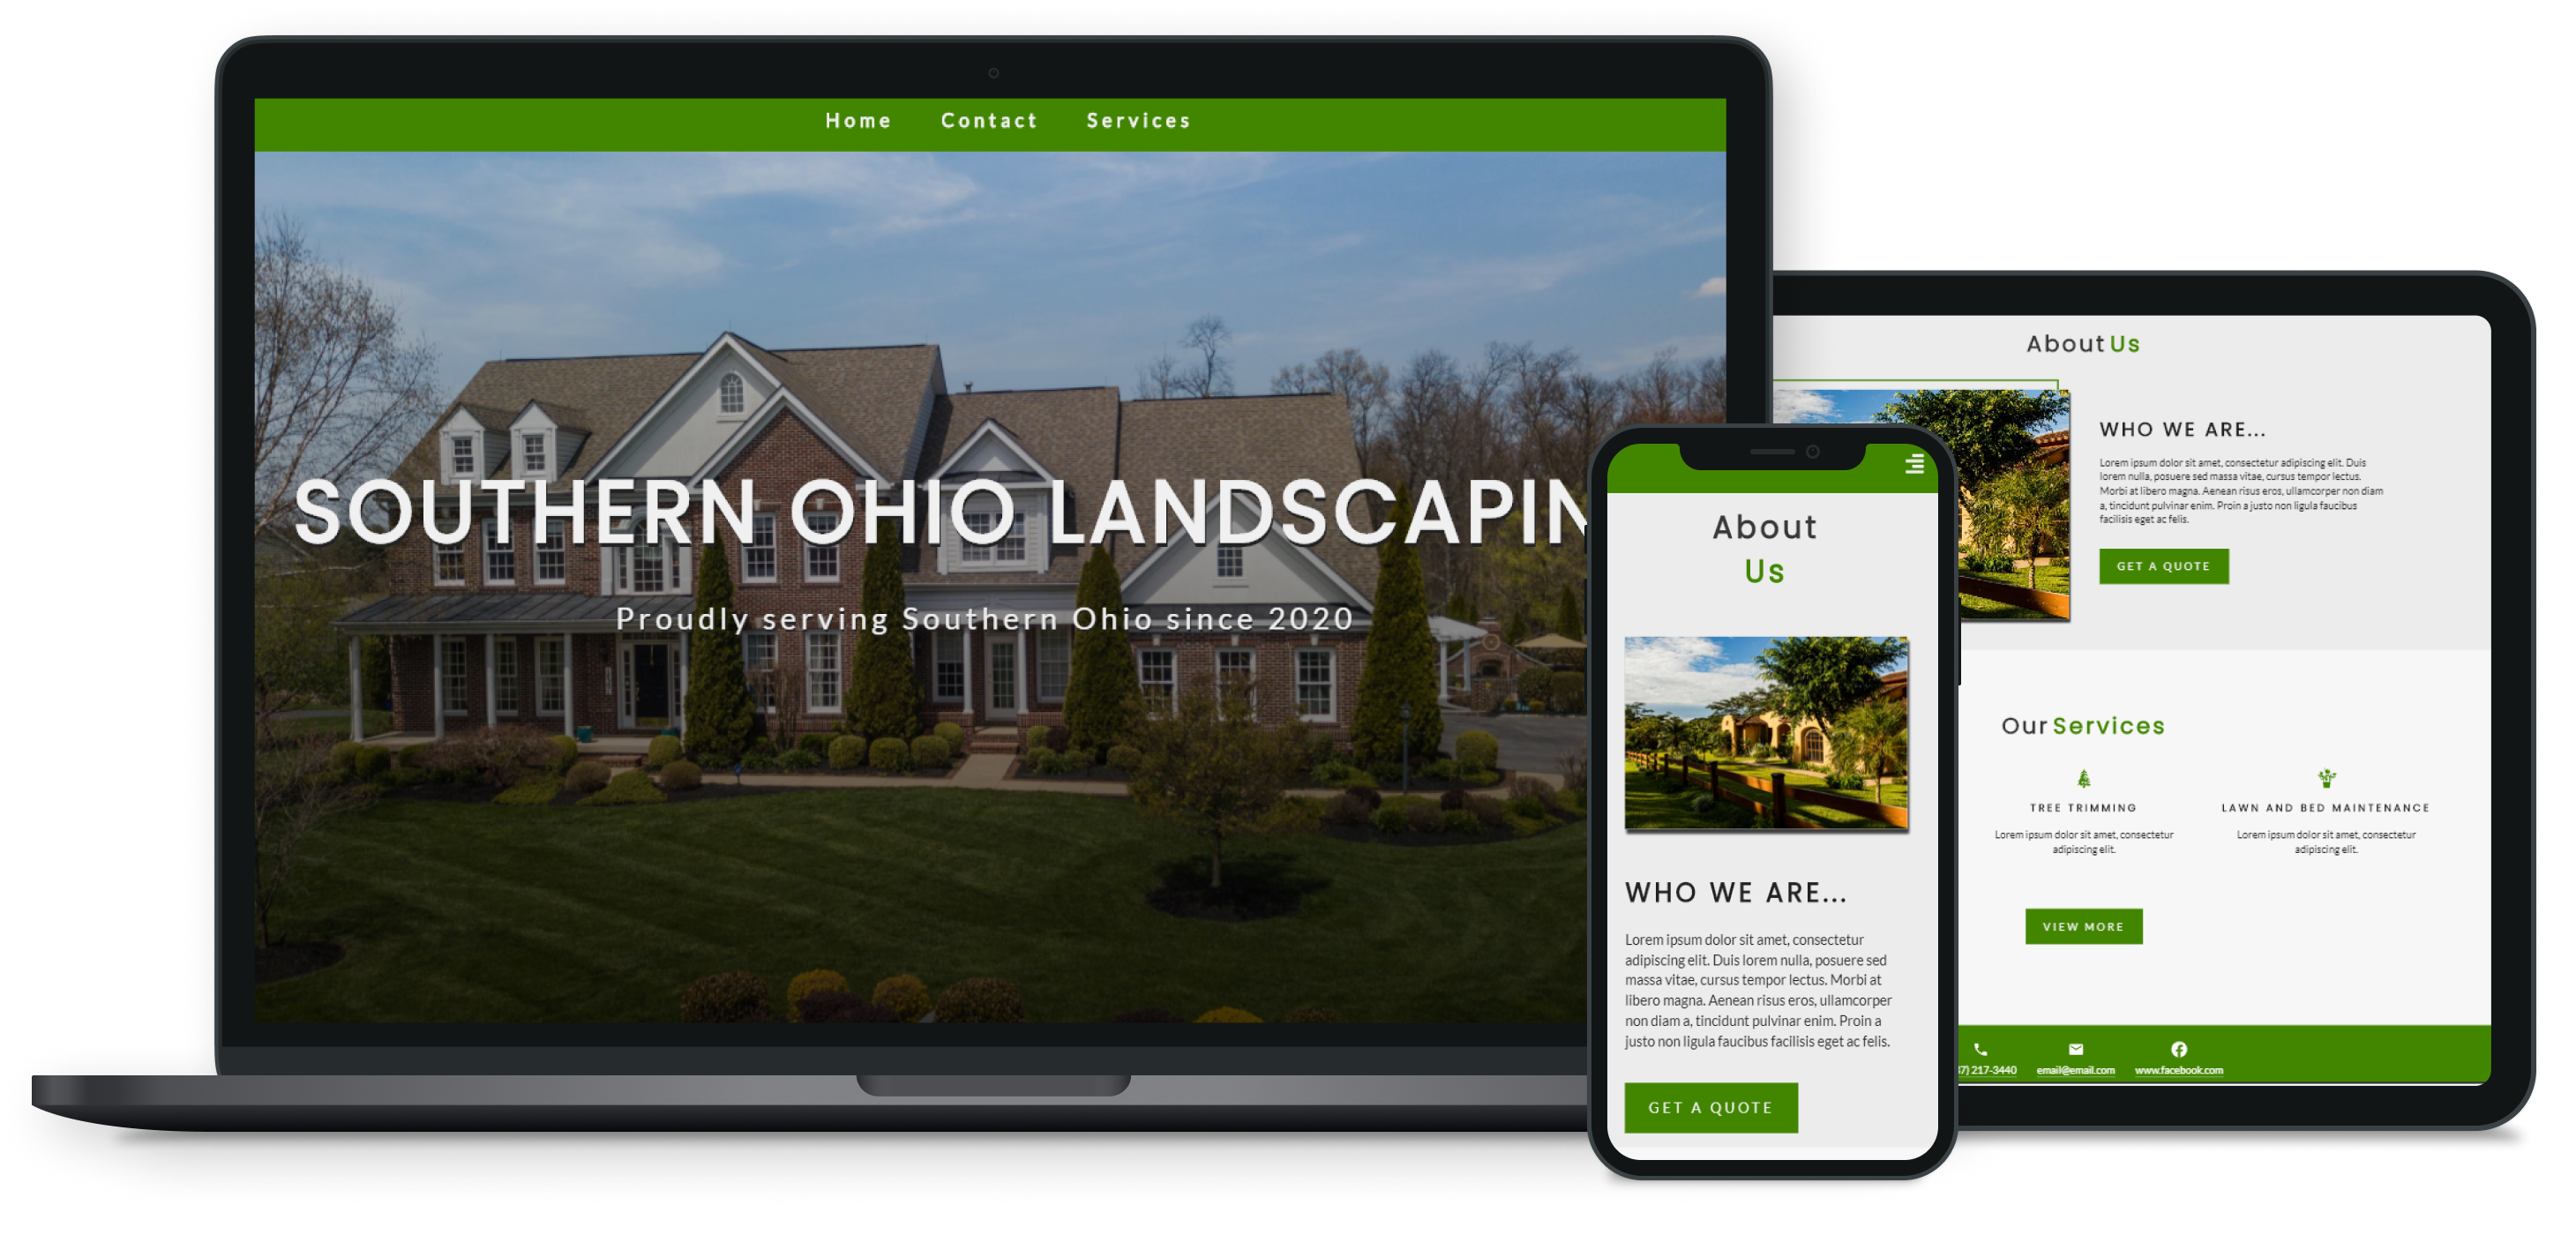 Home Contact Services
SOUTHERN OHIO LANDSCAPIN
Proudly serving Southern Ohio since 2020
About
Us
WHO WE ARE...
Lorem ipsum dolor sit amet, consectetur
adipiscing elit. Duis lorem nulla, posuere sed
massa vitae, cursus tempor lectus. Morbi at
libero magna. Aenean risus eros, ullamcorper
non diam a, tincidunt pulvinar enim. Proin a
justo non ligula faucibus facilisis eget ac felis.
GET A QUOTE
About Us
WHO WE ARE...
Lorem ipsum dolor sit amet, consectetur adipiscing elit. Duis
lorem nulla, posuere sed massa vitae, cursus tempor lectus.
Morbi at libero magna. Aenean risus eros, ullamcorper non diam
a, tincidunt pulvinar enim. Proin a justo non ligula faucibus
facilisis eget ac felis.
GET A QUOTE
Our Services
TREE TRIMMING
Lorem ipsum dolor sit amet, consectetur
adipiscing elit.
LAWN AND BED MAINTENANCE
Lorem ipsum dolor sit amet, consectetur
adipiscing elit.
VIEW MORE
7) 217-3440 email@email.com www.facebook.com